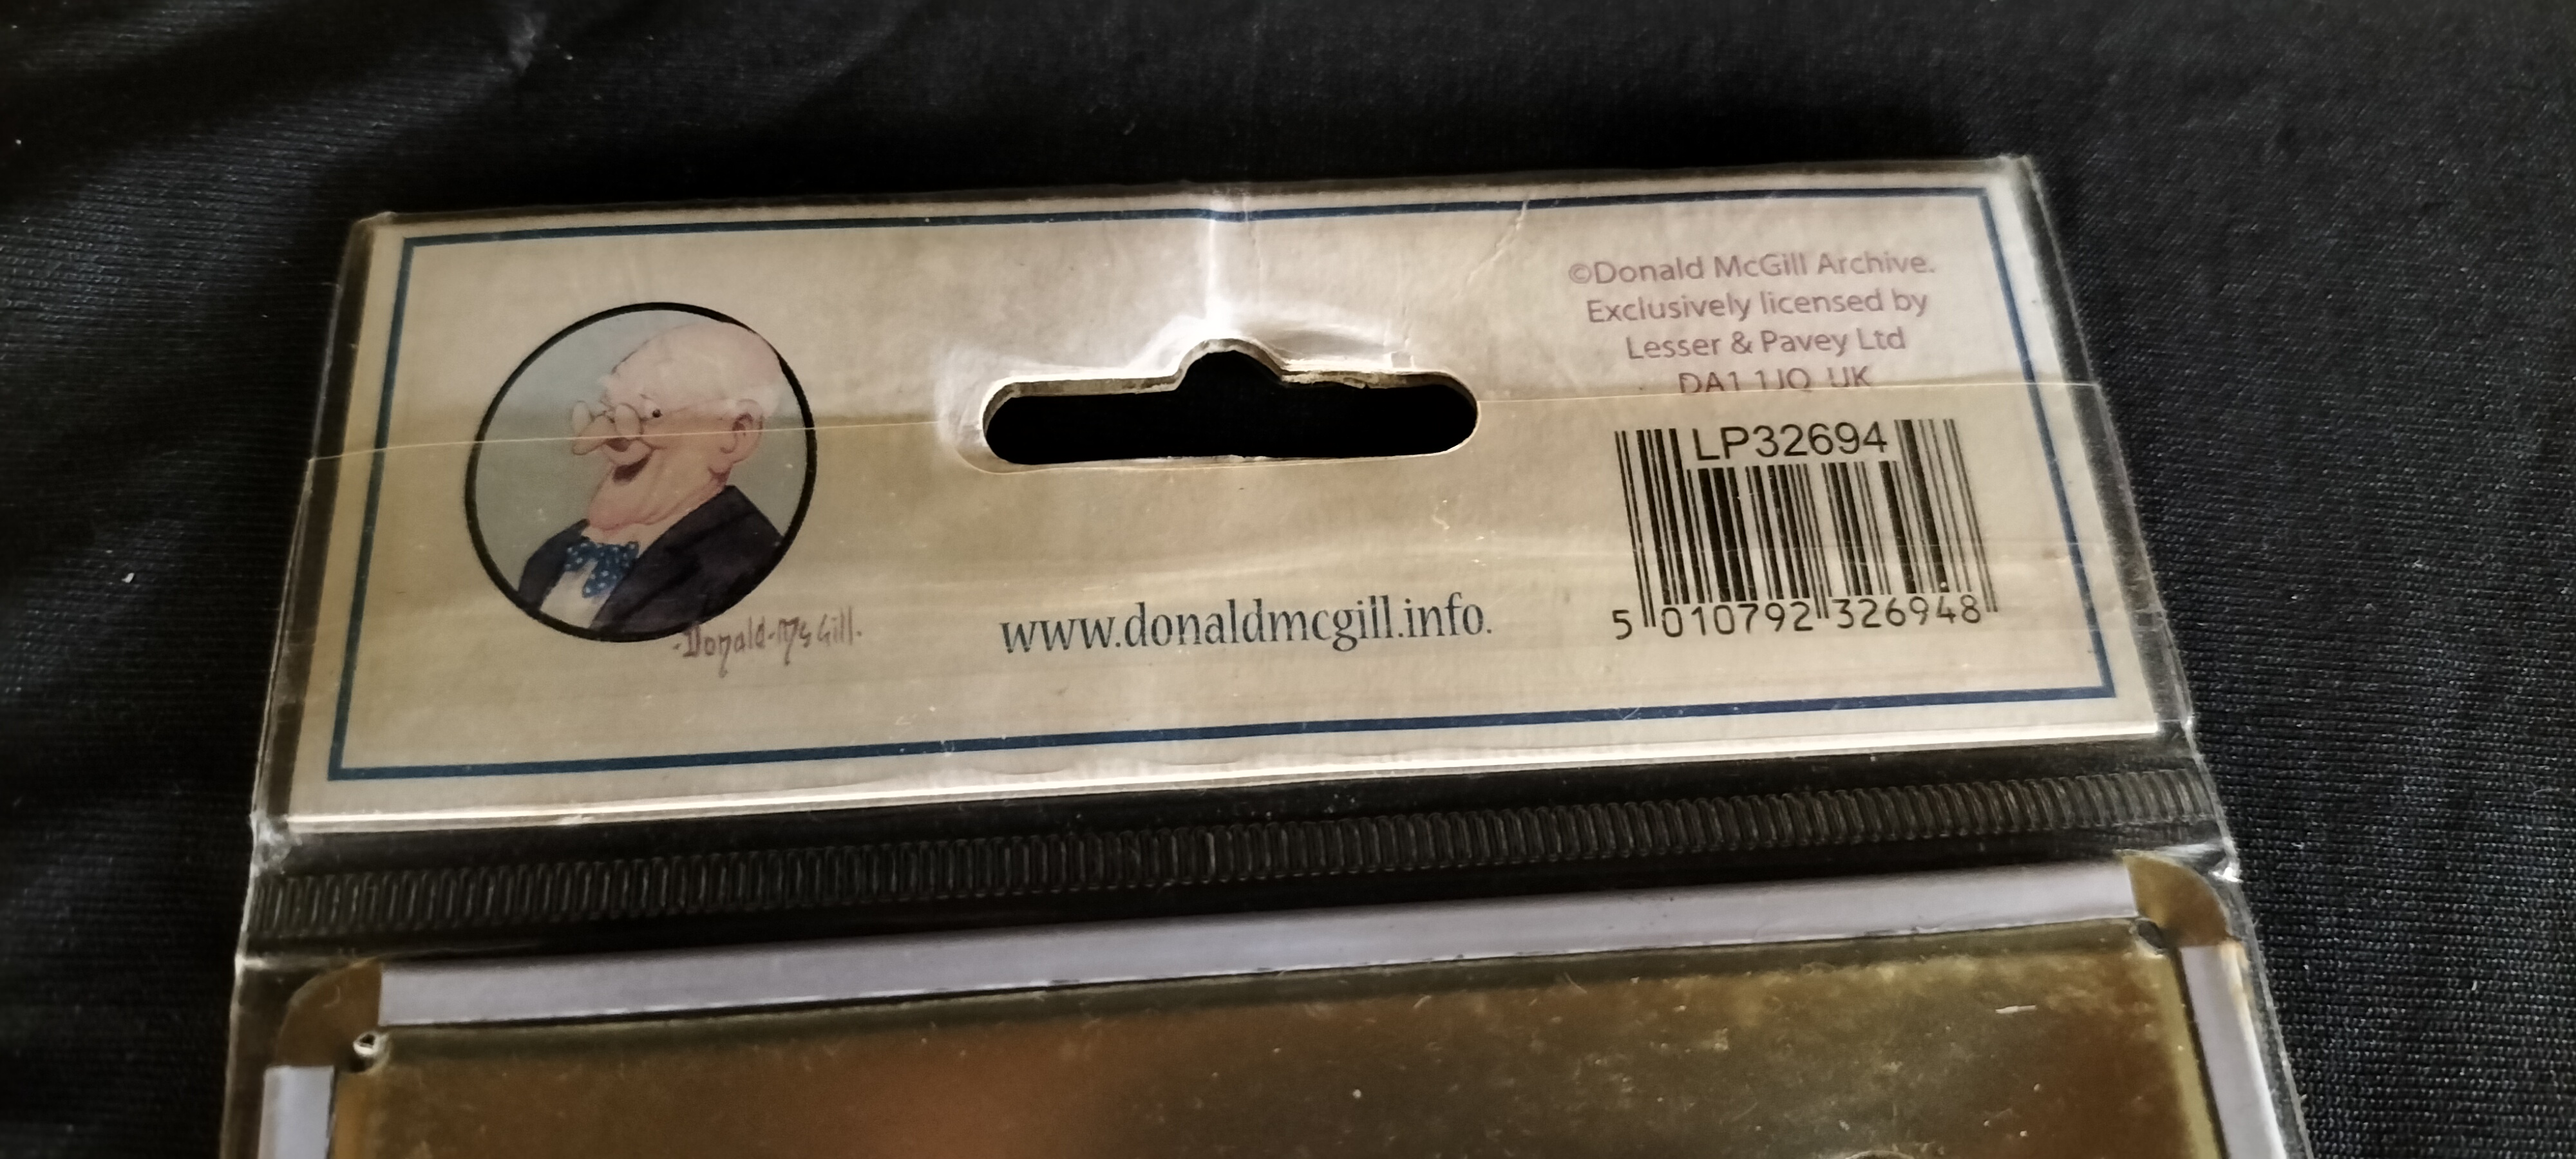 ©Donald McGill Archive.
Exclusively licensed by
Lesser & Pavey Ltd
DA1 1JQ UK
LP32694
5 010792 326948
-Donald-McGill-
www.donaldmcgill.info.